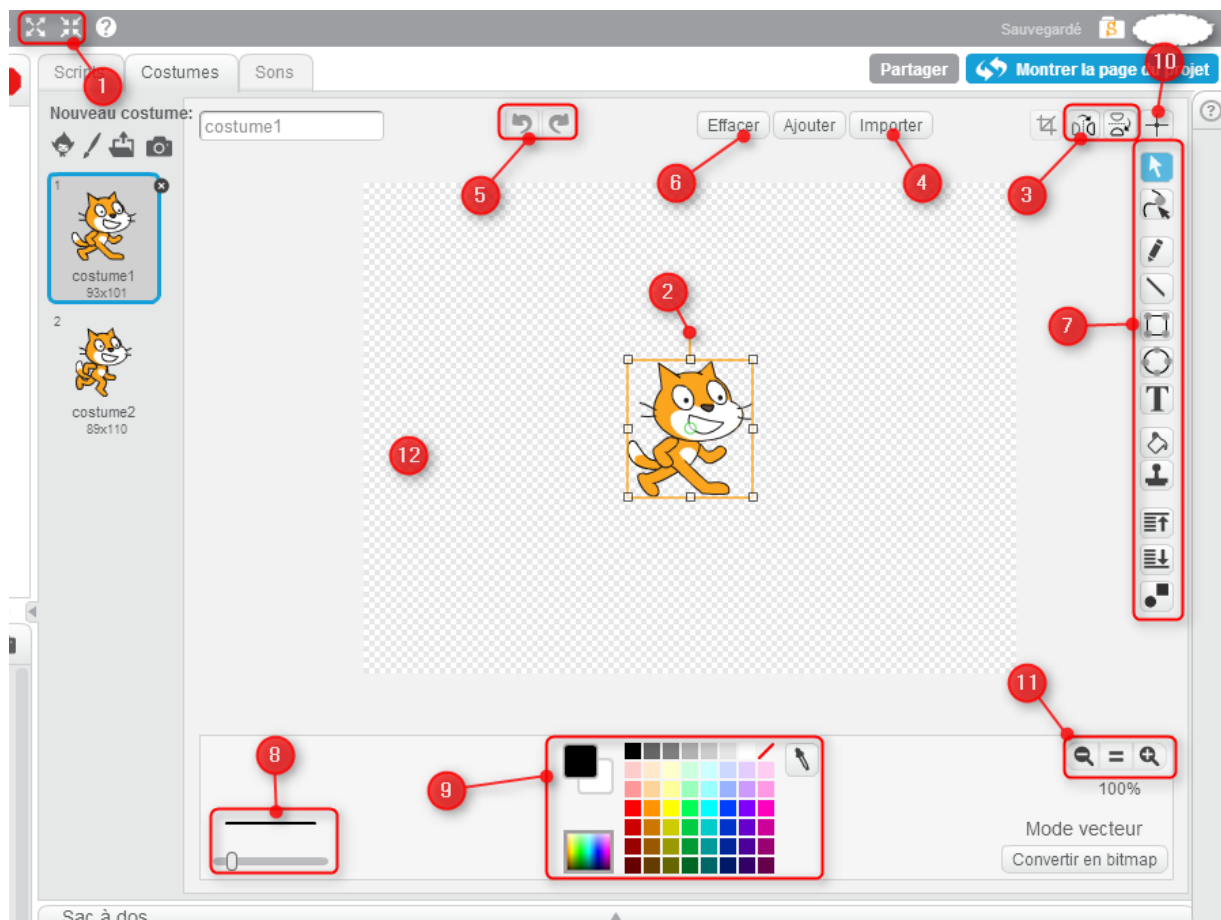 Sauvegardé
1
Scripts Costumes Sons
Partager
Montrer la page du projet
10
Nouveau costume:
costume1
Effacer Ajouter Importer
5
6
4
3
1
costume1
93x101
2
costume2
89x110
2
7
12
11
8
9
100%
Mode vecteur
Convertir en bitmap
Sac à dos